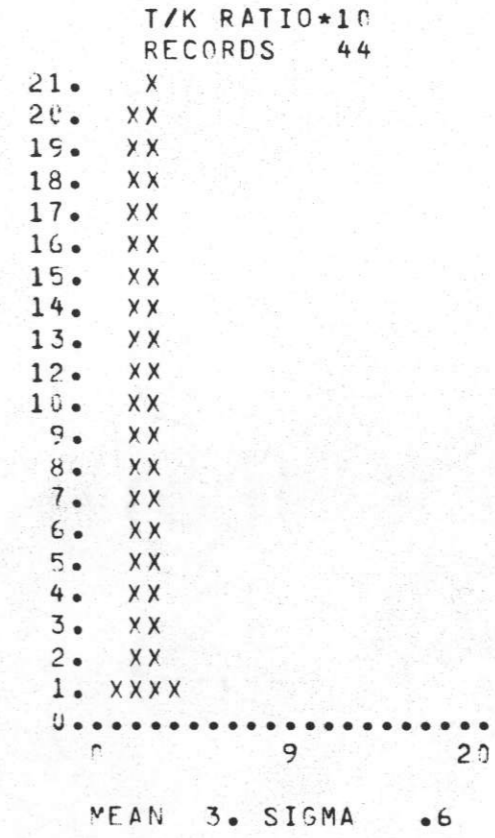 T/K RATIO*10
RECORDS 44
21. X
20. XX
19. XX
18. XX
17. XX
16. XX
15. XX
14. XX
13. XX
12. XX
10. XX
9. XX
8. XX
7. XX
6. XX
5. XX
4. XX
3. XX
2. XX
1. XXXX
0....................
0 9 20
MEAN 3. SIGMA .6